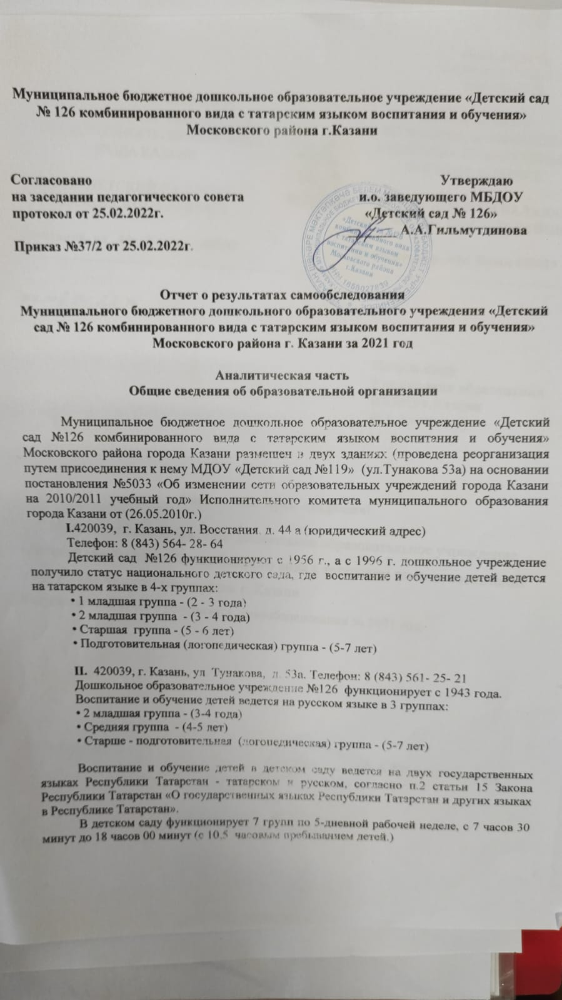 Муниципальное бюджетное дошкольное образовательное учреждение «Детский сад
№ 126 комбинированного вида с татарским языком воспитания и обучения»
Московского района г.Казани
Согласовано
на заседании педагогического совета
протокол от 25.02.2022г.
Приказ №37/2 от 25.02.2022г.
Утверждаю
и.о. заведующего МБДОУ
«Детский сад № 126»
А.А.Гильмутдинова
«Детский сад №126
комбинированного вида
с татарским языком
воспитания и обучения»
Московского района
г.Казани
Отчет о результатах самообследования
Муниципального бюджетного дошкольного образовательного учреждения «Детский
сад № 126 комбинированного вида с татарским языком воспитания и обучения»
Московского района г. Казани за 2021 год
Аналитическая часть
Общие сведения об образовательной организации
Муниципальное бюджетное дошкольное образовательное учреждение «Детский
сад №126 комбинированного вида с татарским языком воспитания и обучения»
Московского района города Казани размещен в двух зданиях (проведена реорганизация
путем присоединения к нему МДОУ «Детский сад №119» (ул.Тунакова 53а) на основании
постановления №5033 «Об изменении сети образовательных учреждений города Казани
на 2010/2011 учебный год» Исполнительного комитета муниципального образования
города Казани от (26.05.2010г.)
I.420039, г. Казань, ул. Восстания, д. 44 а (юридический адрес)
Телефон: 8 (843) 564- 28- 64
Детский сад №126 функционируют с 1956 г., а с 1996 г. дошкольное учреждение
получило статус национального детского сада, где воспитание и обучение детей ведется
на татарском языке в 4-х группах:
• 1 младшая группа - (2 - 3 года)
• 2 младшая группа - (3 - 4 года)
• Старшая группа - (5 - 6 лет)
• Подготовительная (логопедическая) группа - (5-7 лет)
II. 420039, г. Казань, ул Тунакова, д. 53а. Телефон: 8 (843) 561- 25- 21
Дошкольное образовательное учреждение №126 функционирует с 1943 года.
Воспитание и обучение детей ведется на русском языке в 3 группах:
• 2 младшая группа - (3-4 года)
• Средняя группа - (4-5 лет)
• Старше - подготовительная (логопедическая) группа - (5-7 лет)
Воспитание и обучение детей в детском саду ведется на двух государственных
языках Республики Татарстан - татарском и русском, согласно п.2 статьи 15 Закона
Республики Татарстан «О государственных языках Республики Татарстан и других языках
в Республике Татарстан».
В детском саду функционирует 7 групп по 5-дневной рабочей неделе, с 7 часов 30
минут до 18 часов 00 минут (с 10,5 часовым пребыванием детей.)